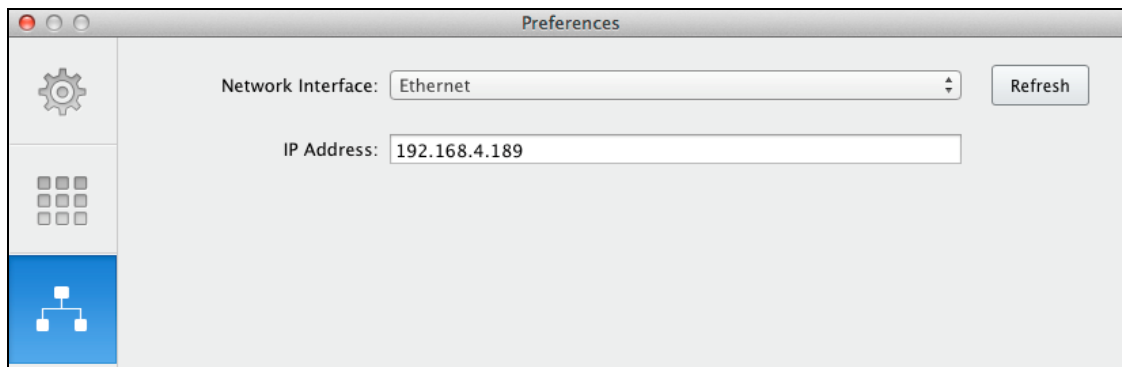 Preferences
Network Interface: Ethernet Refresh
IP Address: 192.168.4.189